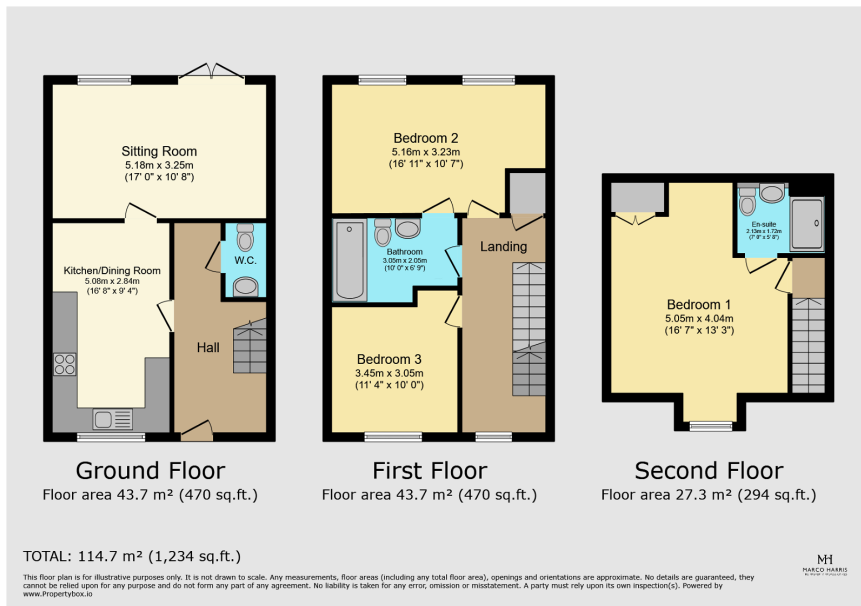 Sitting Room
5.18m x 3.25m
(17' 0" x 10' 8")
Kitchen/Dining Room
5.08m x 2.84m
(16' 8" x 9' 4")
W.C.
Hall
Ground Floor
Floor area 43.7 m² (470 sq.ft.)
Bedroom 2
5.16m x 3.23m
(16' 11" x 10' 7")
Bathroom
3.05m x 2.05m
(10' 0" x 6' 9")
Landing
Bedroom 3
3.45m x 3.05m
(11' 4" x 10' 0")
First Floor
Floor area 43.7 m² (470 sq.ft.)
En-suite
2.13m x 1.72m
(7' 0" x 5' 8")
Bedroom 1
5.05m x 4.04m
(16' 7" x 13' 3")
Second Floor
Floor area 27.3 m² (294 sq.ft.)
TOTAL: 114.7 m² (1,234 sq.ft.)
This floor plan is for illustrative purposes only. It is not drawn to scale. Any measurements, floor areas (including any total floor area), openings and orientations are approximate. No details are guaranteed, they
cannot be relied upon for any purpose and do not form any part of any agreement. No liability is taken for any error, omission or misstatement. A party must rely upon its own inspection(s). Powered by
www.Propertybox.io
MH
MARCO HARRIS